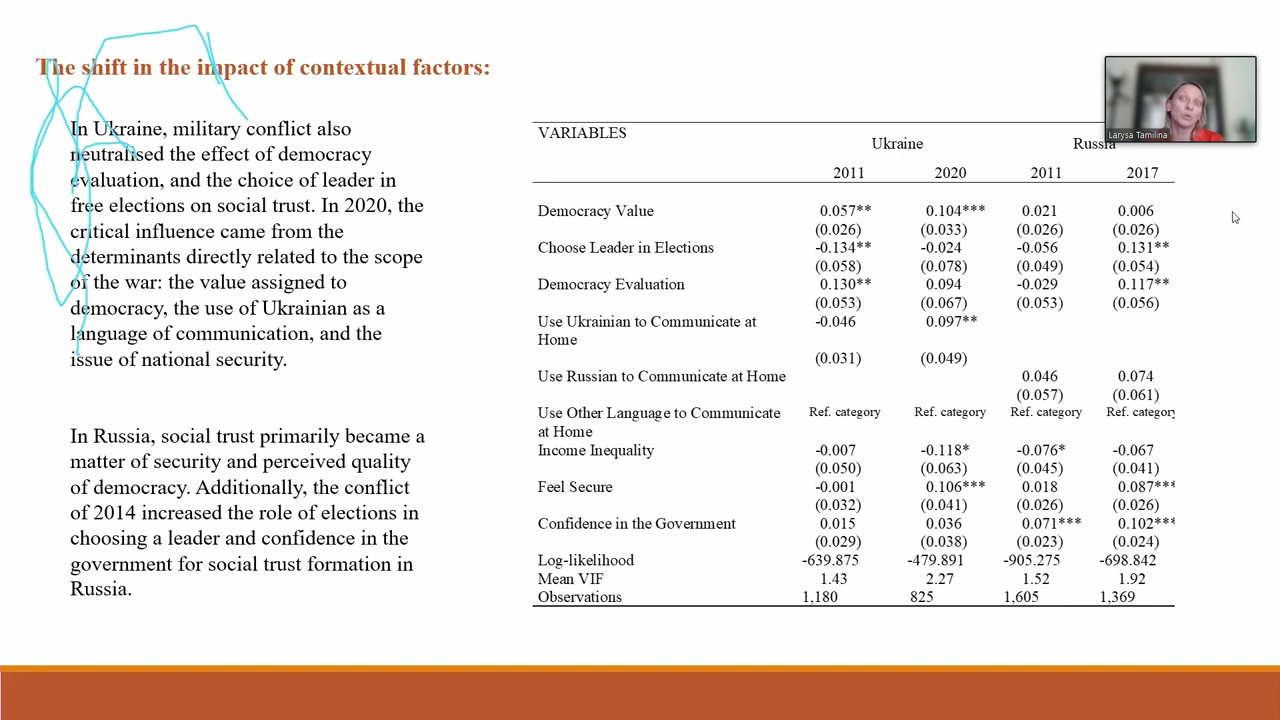 The shift in the impact of contextual factors:
In Ukraine, military conflict also
neutralised the effect of democracy
evaluation, and the choice of leader in
free elections on social trust. In 2020, the
critical influence came from the
determinants directly related to the scope
of the war: the value assigned to
democracy, the use of Ukrainian as a
language of communication, and the
issue of national security.
In Russia, social trust primarily became a
matter of security and perceived quality
of democracy. Additionally, the conflict
of 2014 increased the role of elections in
choosing a leader and confidence in the
government for social trust formation in
Russia.
Larysa Tamilina
VARIABLES
Ukraine Russia
2011 2020 2011 2017
Democracy Value 0.057** 0.104*** 0.021 0.006
(0.026) (0.033) (0.026) (0.026)
Choose Leader in Elections -0.134** -0.024 -0.056 0.131**
(0.058) (0.078) (0.049) (0.054)
Democracy Evaluation 0.130** 0.094 -0.029 0.117**
(0.053) (0.067) (0.053) (0.056)
Use Ukrainian to Communicate at -0.046 0.097**
Home
(0.031) (0.049)
Use Russian to Communicate at Home 0.046 0.074
(0.057) (0.061)
Use Other Language to Communicate Ref. category Ref. category Ref. category Ref. category
at Home
Income Inequality -0.007 -0.118* -0.076* -0.067
(0.050) (0.063) (0.045) (0.041)
Feel Secure -0.001 0.106*** 0.018 0.087***
(0.032) (0.041) (0.026) (0.026)
Confidence in the Government 0.015 0.036 0.071*** 0.102***
(0.029) (0.038) (0.023) (0.024)
Log-likelihood -639.875 -479.891 -905.275 -698.842
Mean VIF 1.43 2.27 1.52 1.92
Observations 1,180 825 1,605 1,369